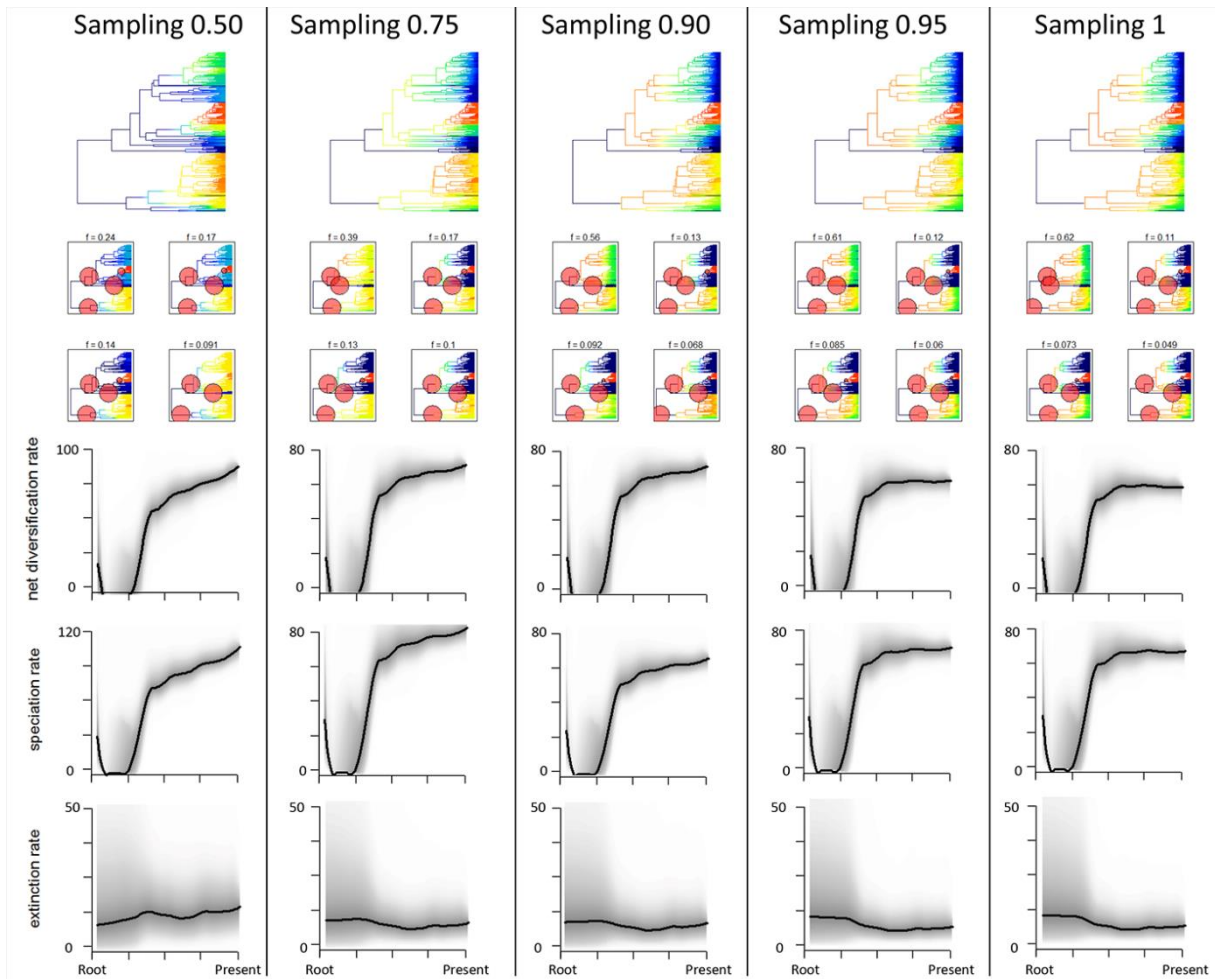 Sampling 0.50 Sampling 0.75 Sampling 0.90 Sampling 0.95 Sampling 1
f = 0.24 f = 0.17 f = 0.39 f = 0.17 f = 0.56 f = 0.13 f = 0.61 f = 0.12 f = 0.62 f = 0.11
f = 0.14 f = 0.091 f = 0.13 f = 0.1 f = 0.092 f = 0.068 f = 0.085 f = 0.06 f = 0.073 f = 0.049
net diversification rate
100 80 80 80 80
0 0 0 0 0
speciation rate
120 80 80 80 80
0 0 0 0 0
extinction rate
50 50 50 50 50
0 0 0 0 0
Root Present Root Present Root Present Root Present Root Present